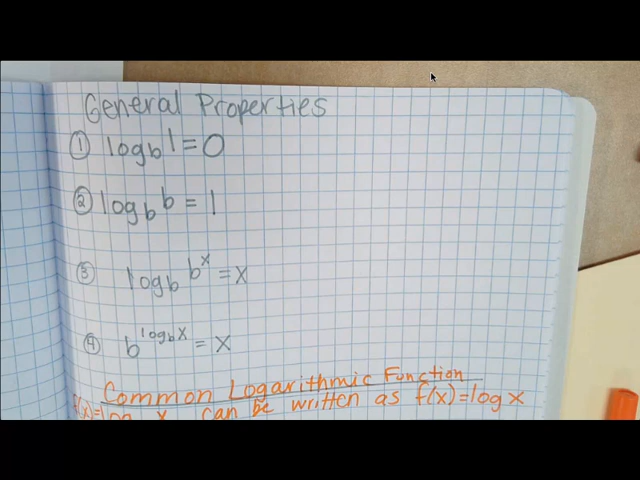 General Properties
① log_b 1 = 0
② log_b b = 1
③ log_b b^x = x
④ b^(log_b x) = x
Common Logarithmic Function
f(x)=log x can be written as f(x)=log x